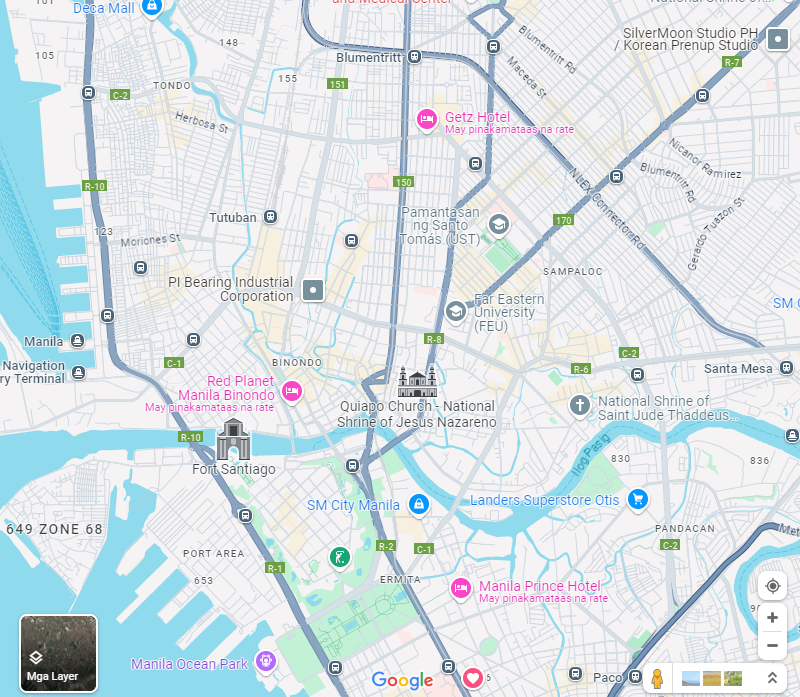 and Medical Center
National Shrine of...
Deca Mall
SilverMoon Studio PH
/ Korean Prenup Studio
Blumentritt Rd
148
105
Blumentritt
R-7
155
TONDO
151
C-2
Maceda St
Getz Hotel
May pinakamataas na rate
Herbosa St
Nicanor Ramirez
Blumentritt Rd
150
R-10
NLEX Connector Rd
Gerardo Tuazon St
Tutuban
Pamantasan
ng Santo
Tomás (UST)
170
123
Moriones St
SAMPALOC
PI Bearing Industrial
Corporation
Far Eastern
University
(FEU)
SM C
Manila
R-8
C-2
Navigation
ry Terminal
C-1
BINONDO
R-6
Santa Mesa
Red Planet
Manila Binondo
May pinakamataas na rate
Quiapo Church - National
Shrine of Jesus Nazareno
National Shrine of
Saint Jude Thaddeus...
R-10
Fort Santiago
Ilog Pasig
830
836
SM City Manila
Landers Superstore Otis
649 ZONE 68
PANDACAN
Met
PORT AREA
R-2
C-1
C-2
R-1
653
ERMITA
Manila Prince Hotel
May pinakamataas na rate
Manila Ocean Park
Mga Layer
Google
Paco